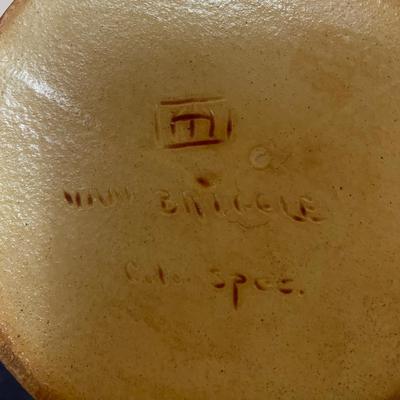 VAN BRIGGLE
Colo Spgs.